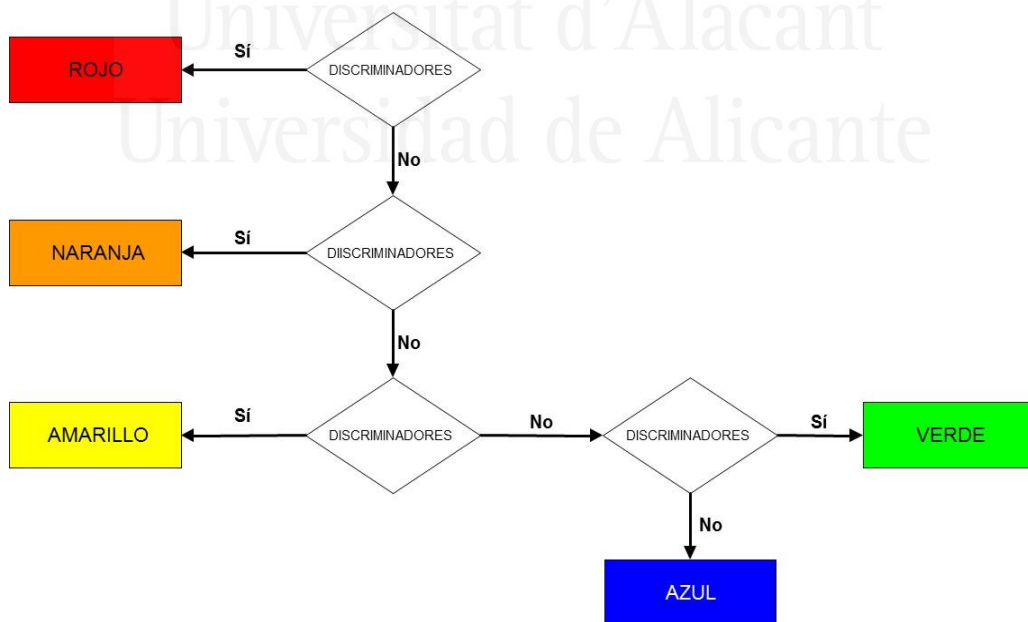 Universitat d'Alacant
Universidad de Alicante
ROJO
Sí
DISCRIMINADORES
No
NARANJA
Sí
DIISCRIMINADORES
No
AMARILLO
Sí
DISCRIMINADORES
No
DISCRIMINADORES
Sí
VERDE
No
AZUL